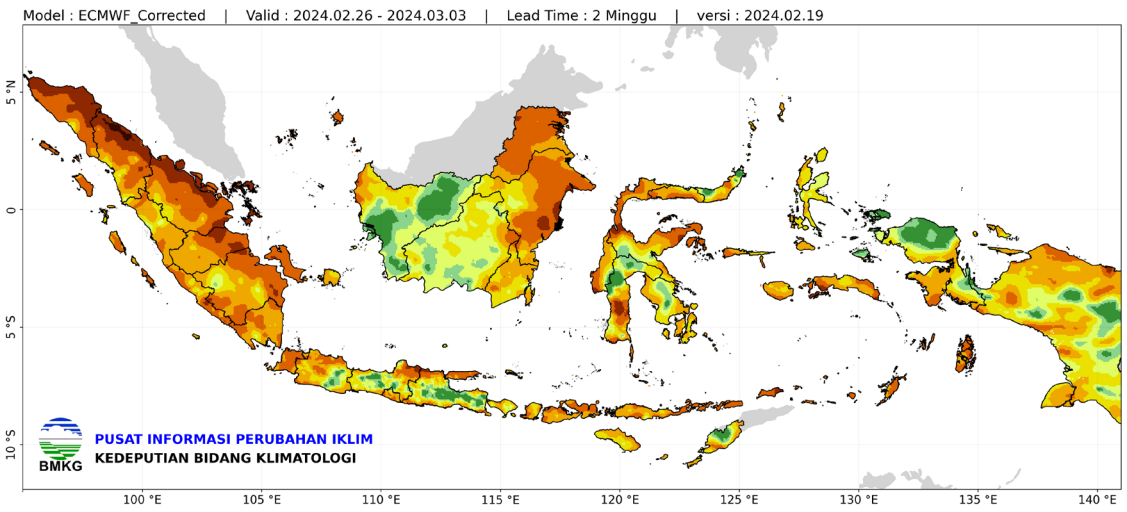 Model : ECMWF_Corrected | Valid : 2024.02.26 - 2024.03.03 | Lead Time : 2 Minggu | versi : 2024.02.19
5 °N
0
5 °S
10 °S
BMKG
PUSAT INFORMASI PERUBAHAN IKLIM
KEDEPUTIAN BIDANG KLIMATOLOGI
100 °E 105 °E 110 °E 115 °E 120 °E 125 °E 130 °E 135 °E 140 °E